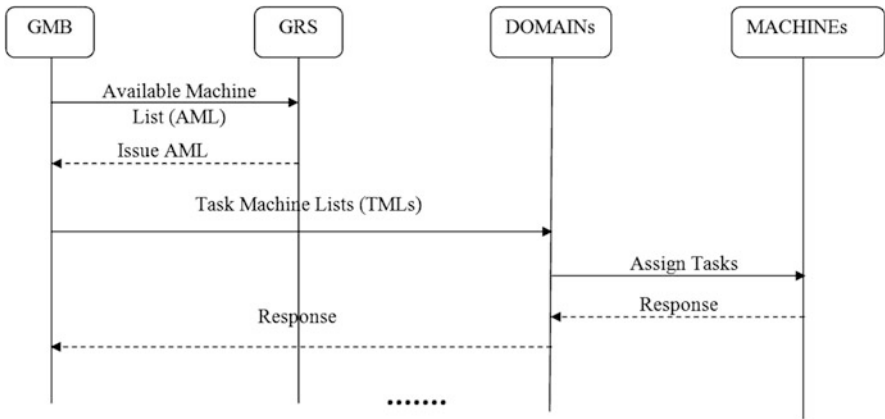 GMB
GRS
DOMAINs
MACHINEs
Available Machine
List (AML)
Issue AML
Task Machine Lists (TMLs)
Assign Tasks
Response
Response
.......